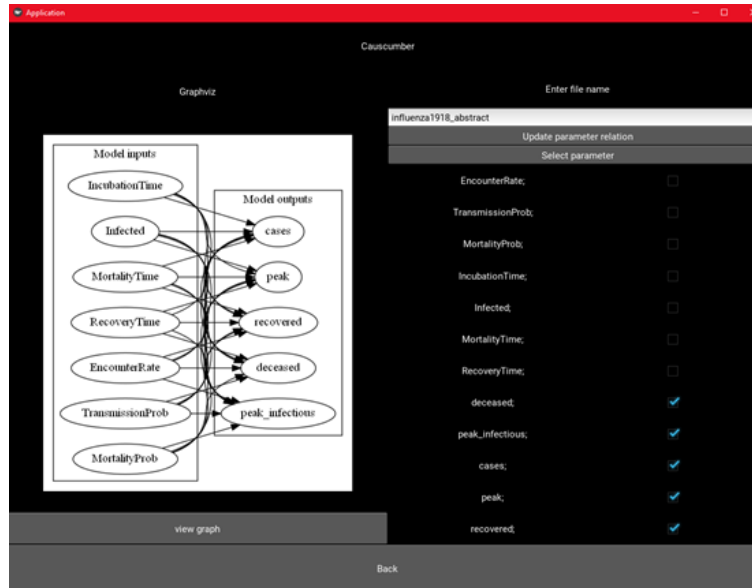 Application
Causcumber
Graphviz
Model inputs
IncubationTime
Infected
MortalityTime
RecoveryTime
EncounterRate
TransmissionProb
MortalityProb
Model outputs
cases
peak
recovered
deceased
peak_infectious
view graph
Enter file name
influenza1918_abstract
Update parameter relation
Select parameter
EncounterRate;
TransmissionProb;
MortalityProb;
IncubationTime;
Infected;
MortalityTime;
RecoveryTime;
deceased;
peak_infectious;
cases;
peak;
recovered;
Back